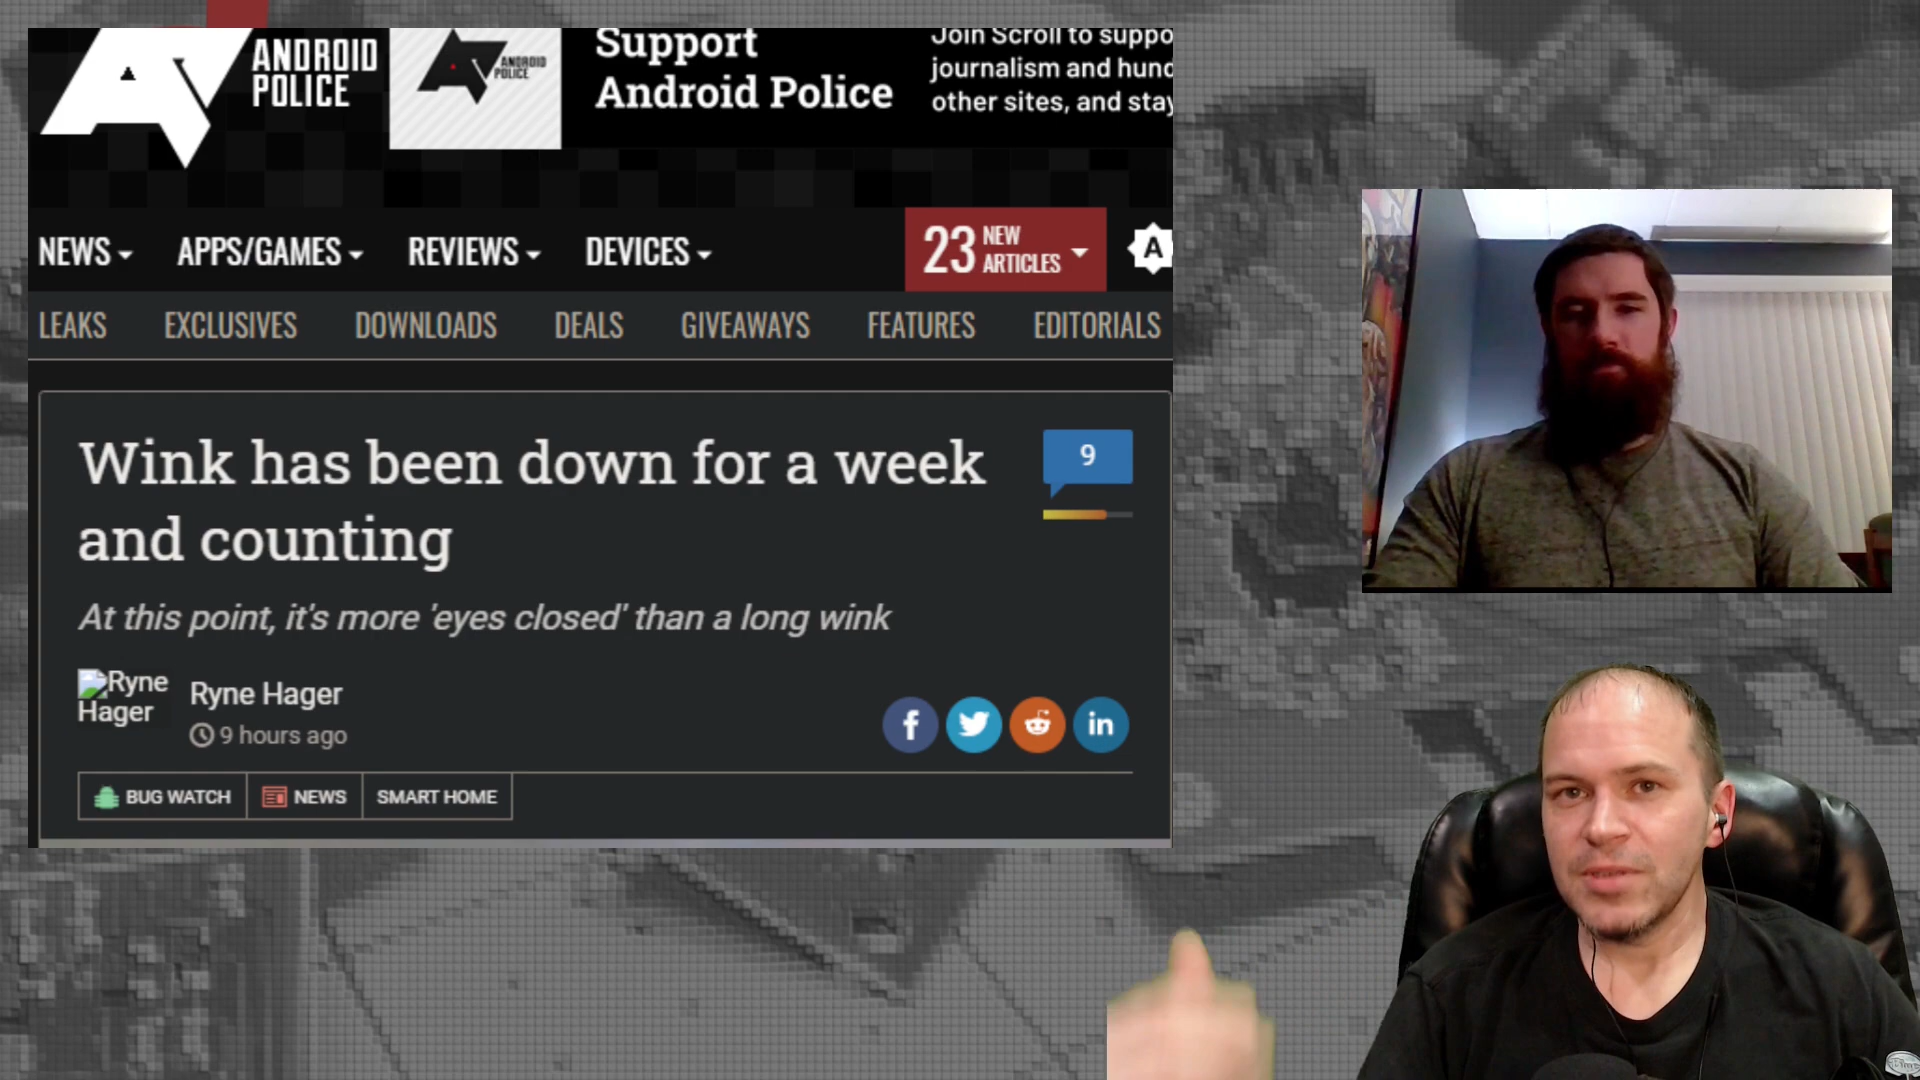 ANDROID
POLICE
ANDROID
POLICE
Support
Android Police
Join Scroll to suppo
journalism and hund
other sites, and stay
NEWS
APPS/GAMES
REVIEWS
DEVICES
23 NEW
ARTICLES
A
LEAKS
EXCLUSIVES
DOWNLOADS
DEALS
GIVEAWAYS
FEATURES
EDITORIALS
Wink has been down for a week
and counting
9
At this point, it's more 'eyes closed' than a long wink
Ryne
Hager
Ryne Hager
9 hours ago
f
in
BUG WATCH
NEWS
SMART HOME